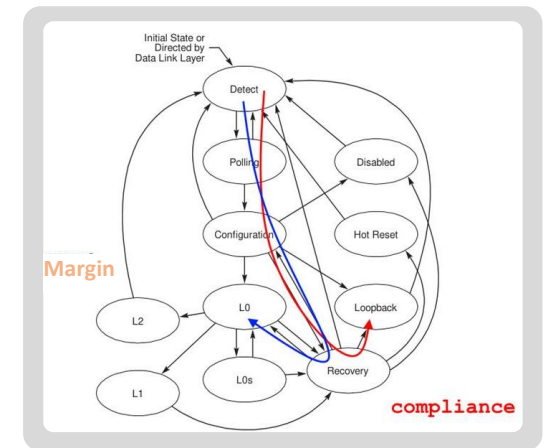 Initial State or
Directed by
Data Link Layer
Detect
Polling
Disabled
Configuration
Hot Reset
Margin
L0
Loopback
L2
L0s
Recovery
L1
compliance